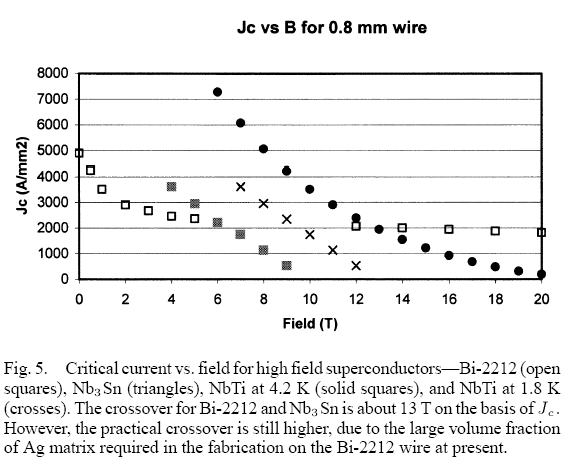 Jc vs B for 0.8 mm wire
8000
7000
6000
5000
4000
3000
2000
1000
0
Jc (A/mm2)
0 2 4 6 8 10 12 14 16 18 20
Field (T)
Fig. 5. Critical current vs. field for high field superconductors—Bi-2212 (open
squares), Nb3 Sn (triangles), NbTi at 4.2 K (solid squares), and NbTi at 1.8 K
(crosses). The crossover for Bi-2212 and Nb3 Sn is about 13 T on the basis of Jc.
However, the practical crossover is still higher, due to the large volume fraction
of Ag matrix required in the fabrication on the Bi-2212 wire at present.